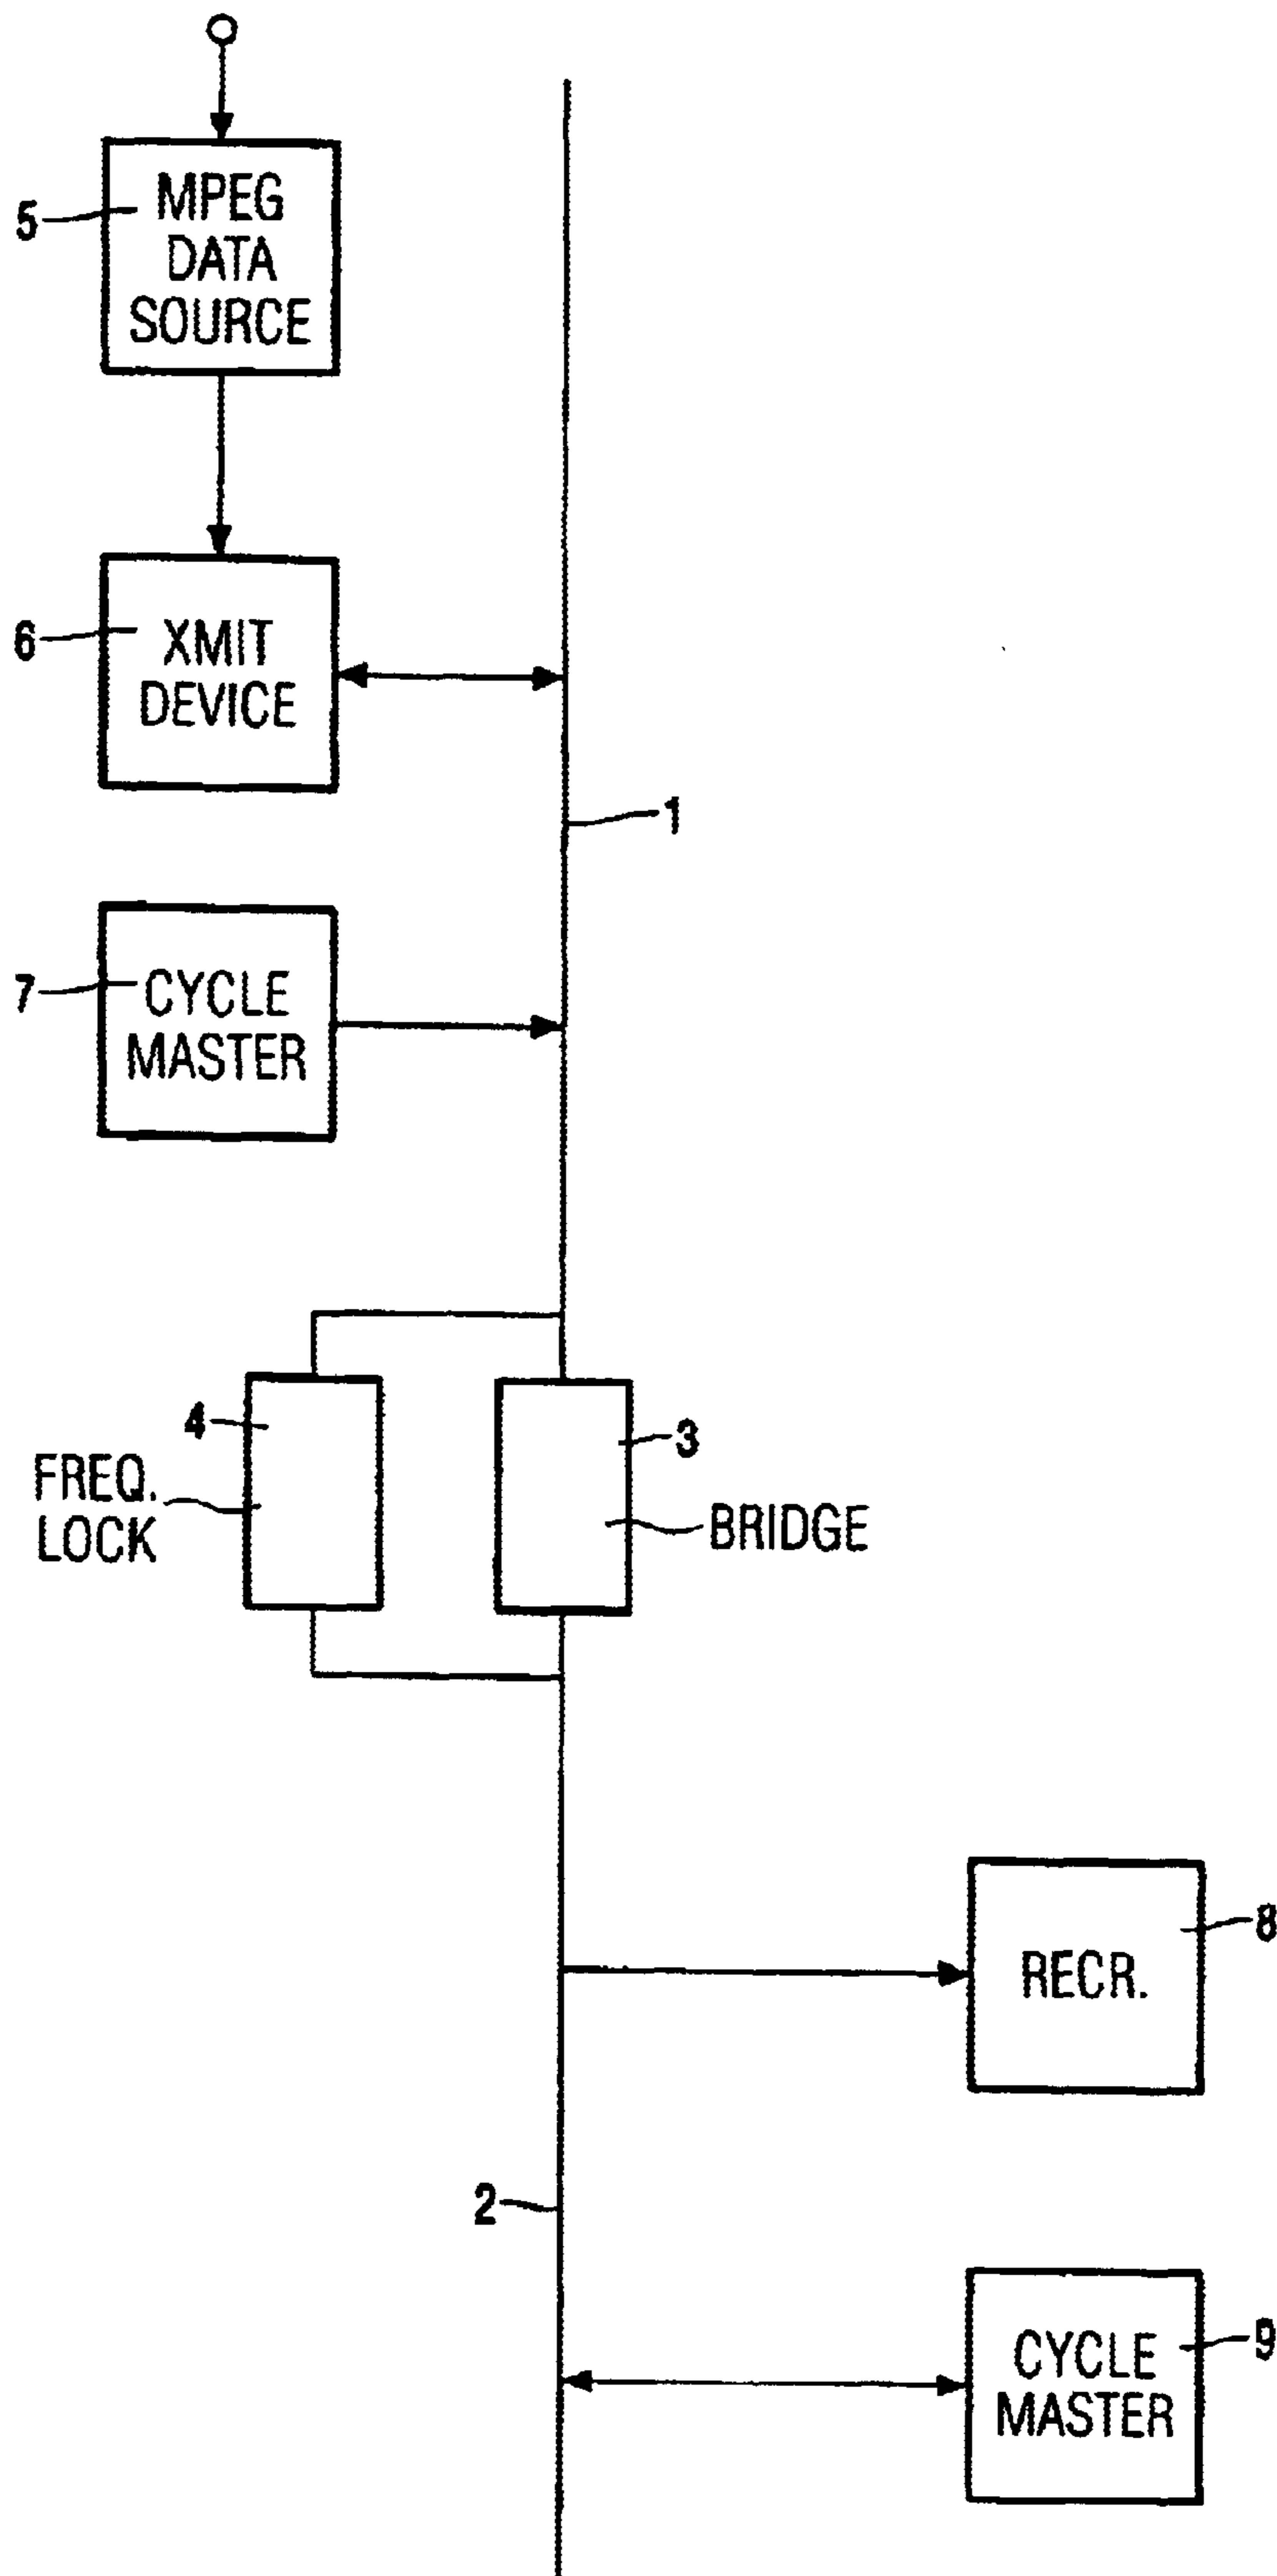 5
MPEG
DATA
SOURCE
6
XMIT
DEVICE
1
7
CYCLE
MASTER
4
3
FREQ.
LOCK
BRIDGE
8
RECR.
2
9
CYCLE
MASTER